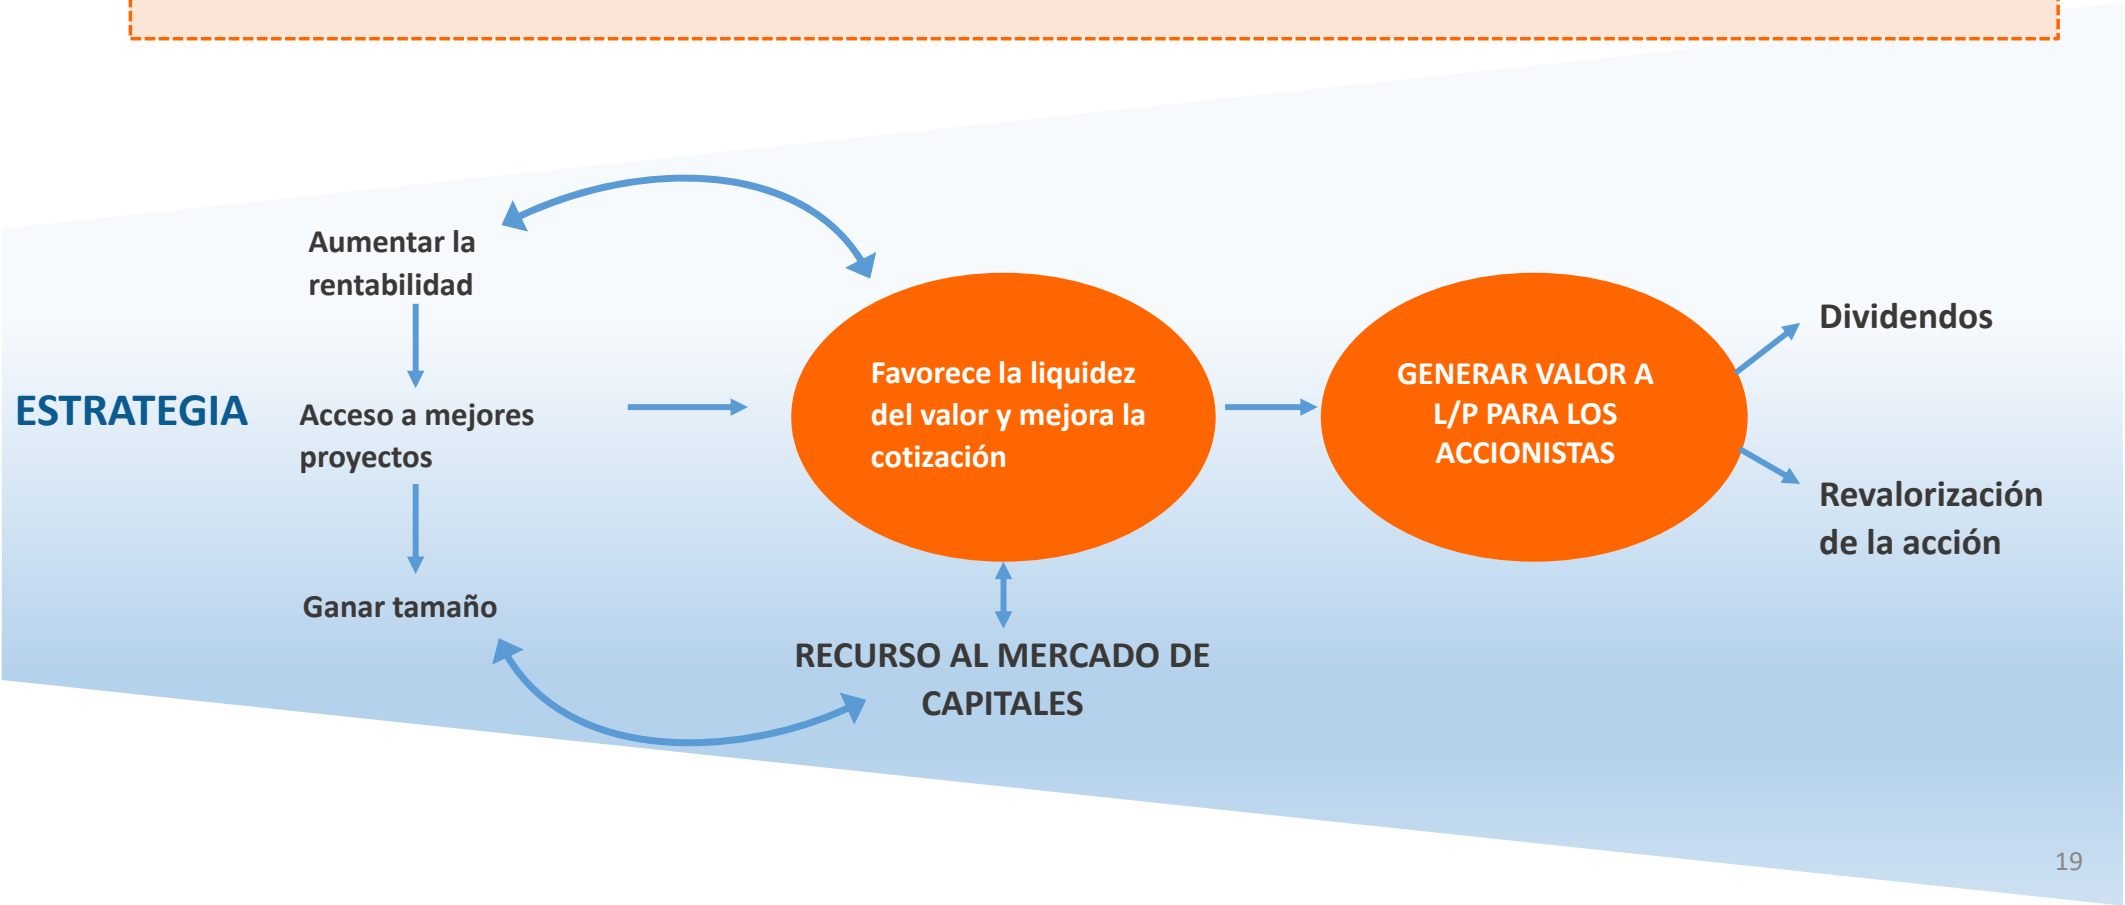 ESTRATEGIA
Aumentar la
rentabilidad
Acceso a mejores
proyectos
Ganar tamaño
Favorece la liquidez
del valor y mejora la
cotización
RECURSO AL MERCADO DE
CAPITALES
GENERAR VALOR A
L/P PARA LOS
ACCIONISTAS
Dividendos
Revalorización
de la acción
19